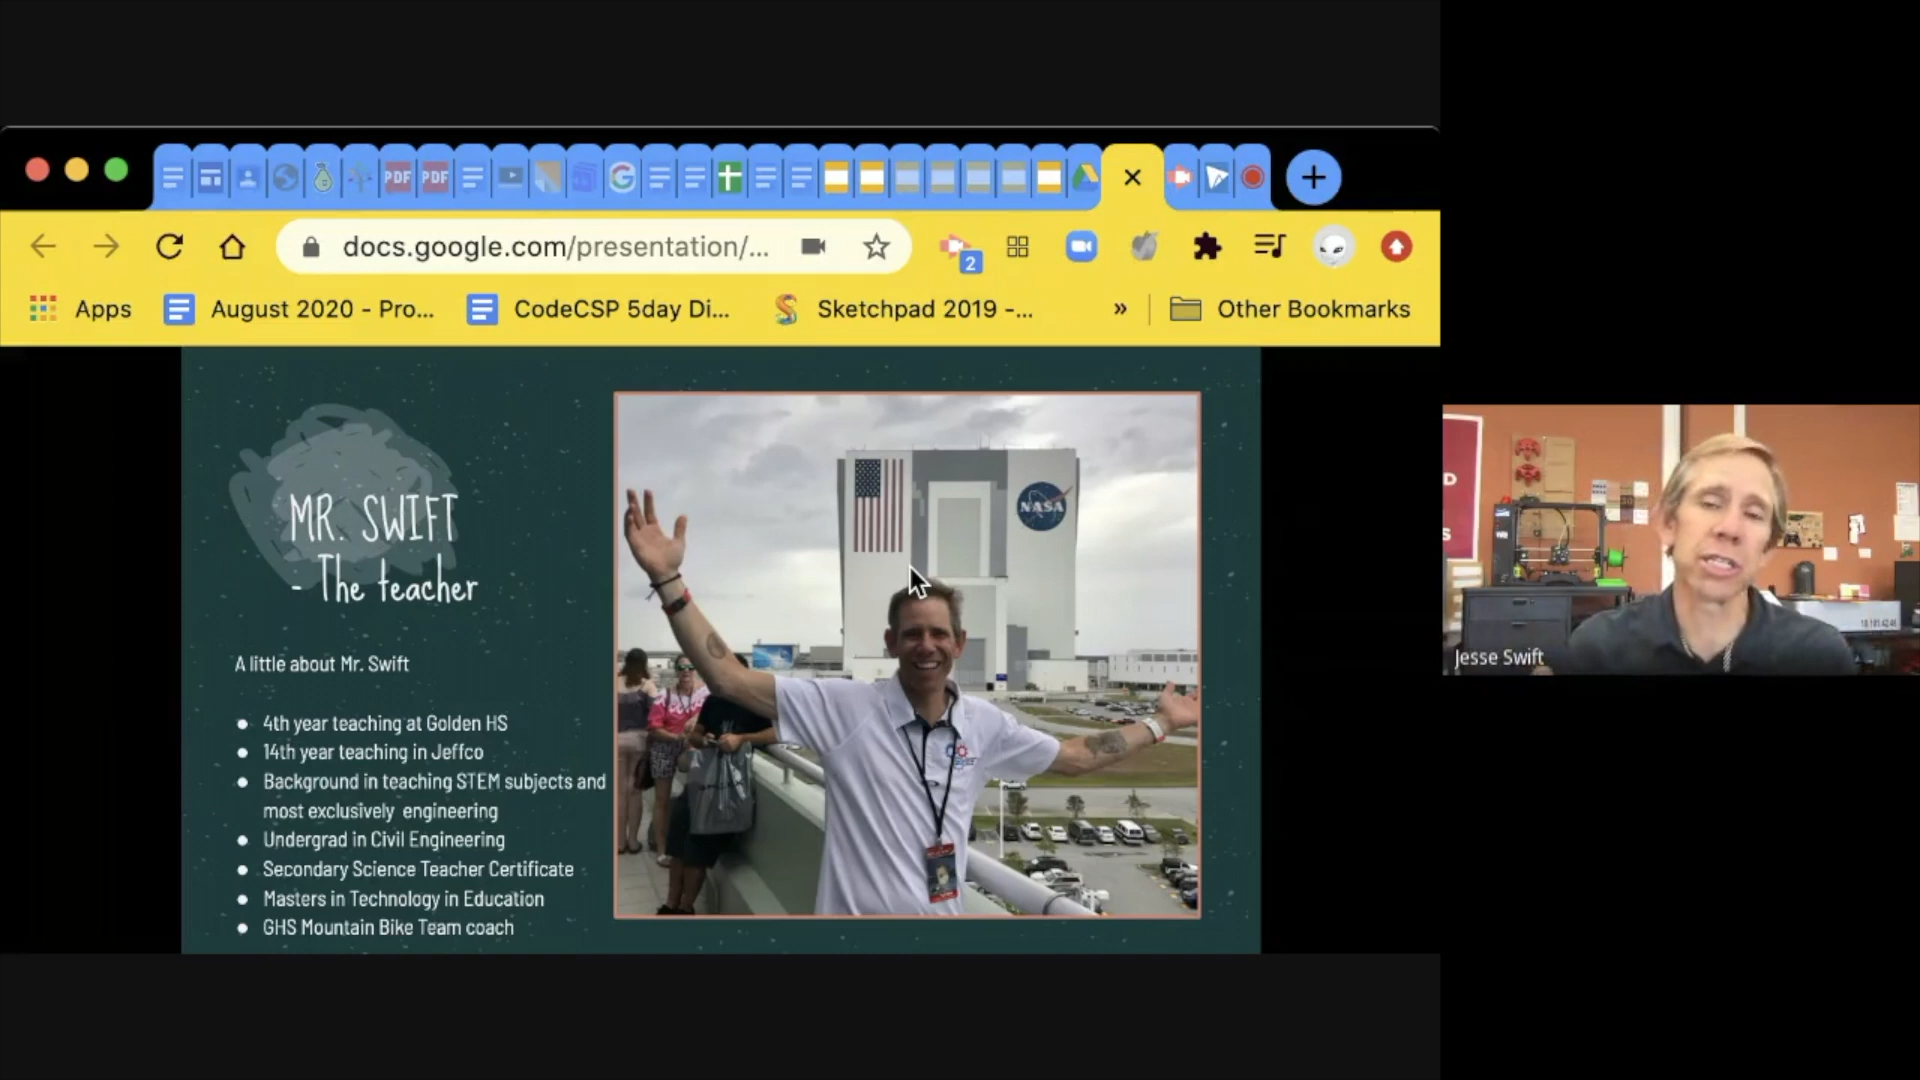 PDF
PDF
docs.google.com/presentation/...
2
Apps
August 2020 - Pro...
CodeCSP 5day Di...
Sketchpad 2019 -...
»
Other Bookmarks
MR. SWIFT
- The teacher
A little about Mr. Swift
● 4th year teaching at Golden HS
● 14th year teaching in Jeffco
● Background in teaching STEM subjects and
most exclusively engineering
● Undergrad in Civil Engineering
● Secondary Science Teacher Certificate
● Masters in Technology in Education
● GHS Mountain Bike Team coach
NASA
D
S
Jesse Swift